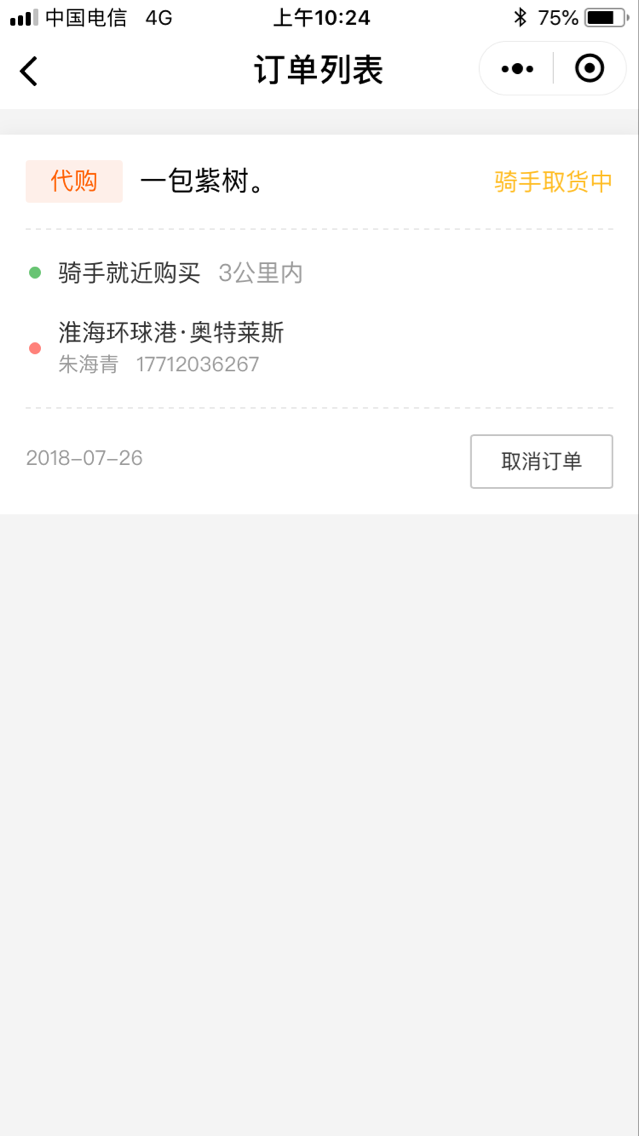 中国电信 4G 上午10:24 75%
订单列表
代购 一包紫树。 骑手取货中
骑手就近购买 3公里内
淮海环球港·奥特莱斯
朱海青 17712036267
2018-07-26 取消订单